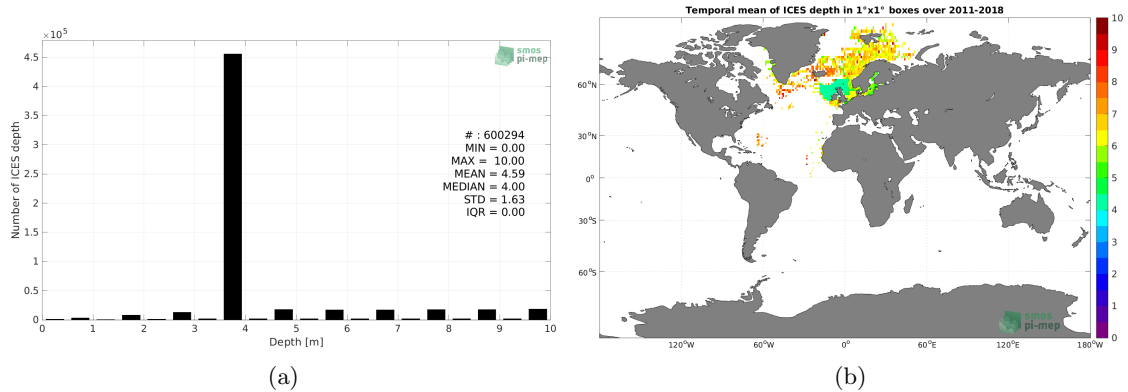 ×10⁵
4.5
4
3.5
3
2.5
2
1.5
1
0.5
0
Number of ICES depth
smos
pi-mep
# : 600294
MIN = 0.00
MAX = 10.00
MEAN = 4.59
MEDIAN = 4.00
STD = 1.63
IQR = 0.00
0 1 2 3 4 5 6 7 8 9 10
Depth [m]
(a)
Temporal mean of ICES depth in 1°x1° boxes over 2011-2018
60°N
30°N
0°
30°S
60°S
120°W 60°W 0° 60°E 120°E 180°W
smos
pi-mep
10
9
8
7
6
5
4
3
2
1
0
(b)